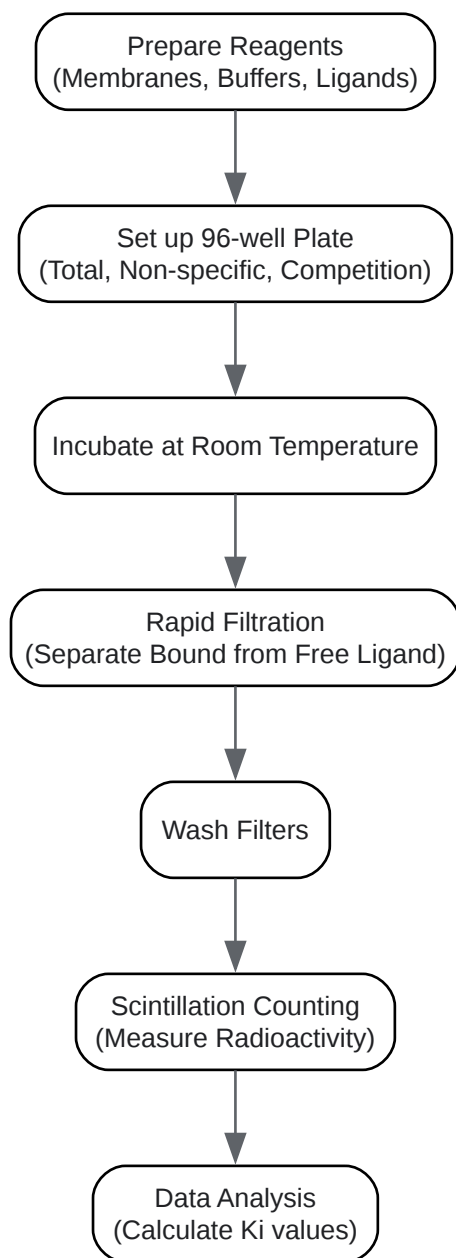 Prepare Reagents
(Membranes, Buffers, Ligands)
Set up 96-well Plate
(Total, Non-specific, Competition)
Incubate at Room Temperature
Rapid Filtration
(Separate Bound from Free Ligand)
Wash Filters
Scintillation Counting
(Measure Radioactivity)
Data Analysis
(Calculate Ki values)